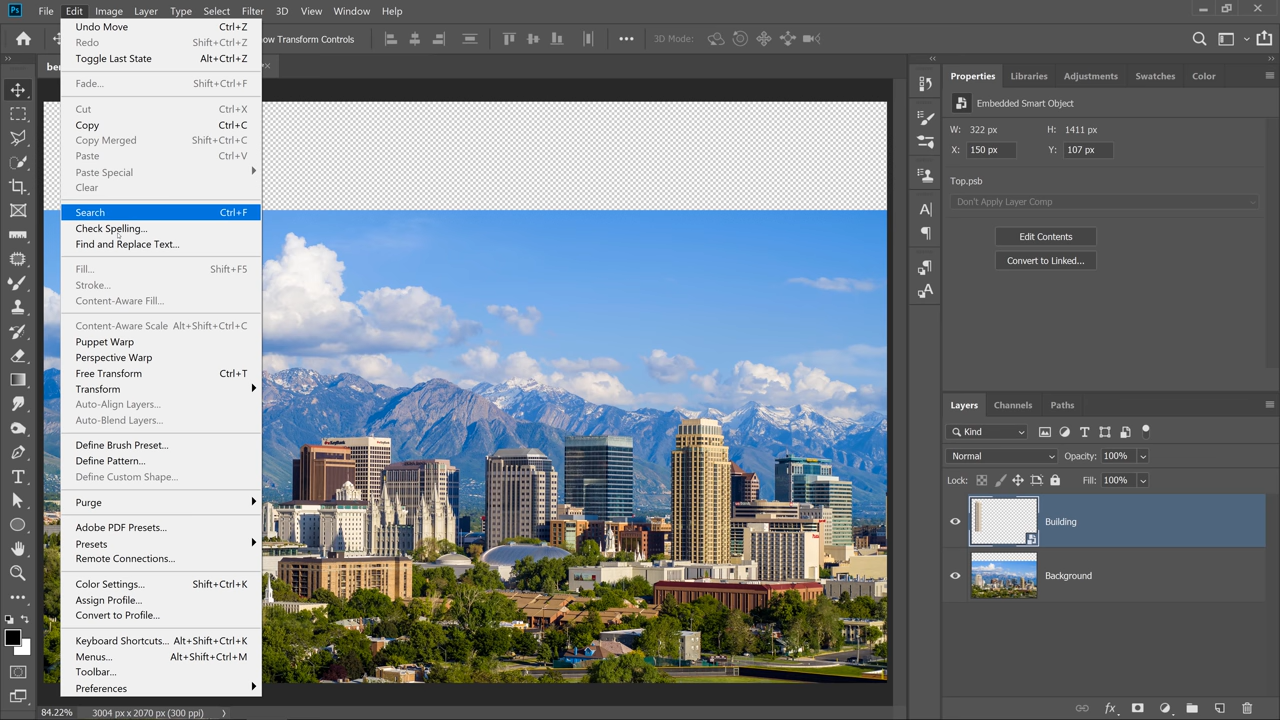 Ps File Edit Image Layer Type Select Filter 3D View Window Help
ow Transform Controls
3D Mode:
be
Undo Move Ctrl+Z
Redo Shift+Ctrl+Z
Toggle Last State Alt+Ctrl+Z
Fade... Shift+Ctrl+F
Cut Ctrl+X
Copy Ctrl+C
Copy Merged Shift+Ctrl+C
Paste Ctrl+V
Paste Special
Clear
Search Ctrl+F
Check Spelling...
Find and Replace Text...
Fill... Shift+F5
Stroke...
Content-Aware Fill...
Content-Aware Scale Alt+Shift+Ctrl+C
Puppet Warp
Perspective Warp
Free Transform Ctrl+T
Transform
Auto-Align Layers...
Auto-Blend Layers...
Define Brush Preset...
Define Pattern...
Define Custom Shape...
Purge
Adobe PDF Presets...
Presets
Remote Connections...
Color Settings... Shift+Ctrl+K
Assign Profile...
Convert to Profile...
Keyboard Shortcuts... Alt+Shift+Ctrl+K
Menus... Alt+Shift+Ctrl+M
Toolbar...
Preferences
84.22% 3004 px x 2070 px (300 ppi)
Properties Libraries Adjustments Swatches Color
Embedded Smart Object
W: 322 px H: 1411 px
X: 150 px Y: 107 px
Top.psb
Don't Apply Layer Comp
Edit Contents
Convert to Linked...
Layers Channels Paths
Kind
Normal Opacity: 100%
Lock: Fill: 100%
Building
Background